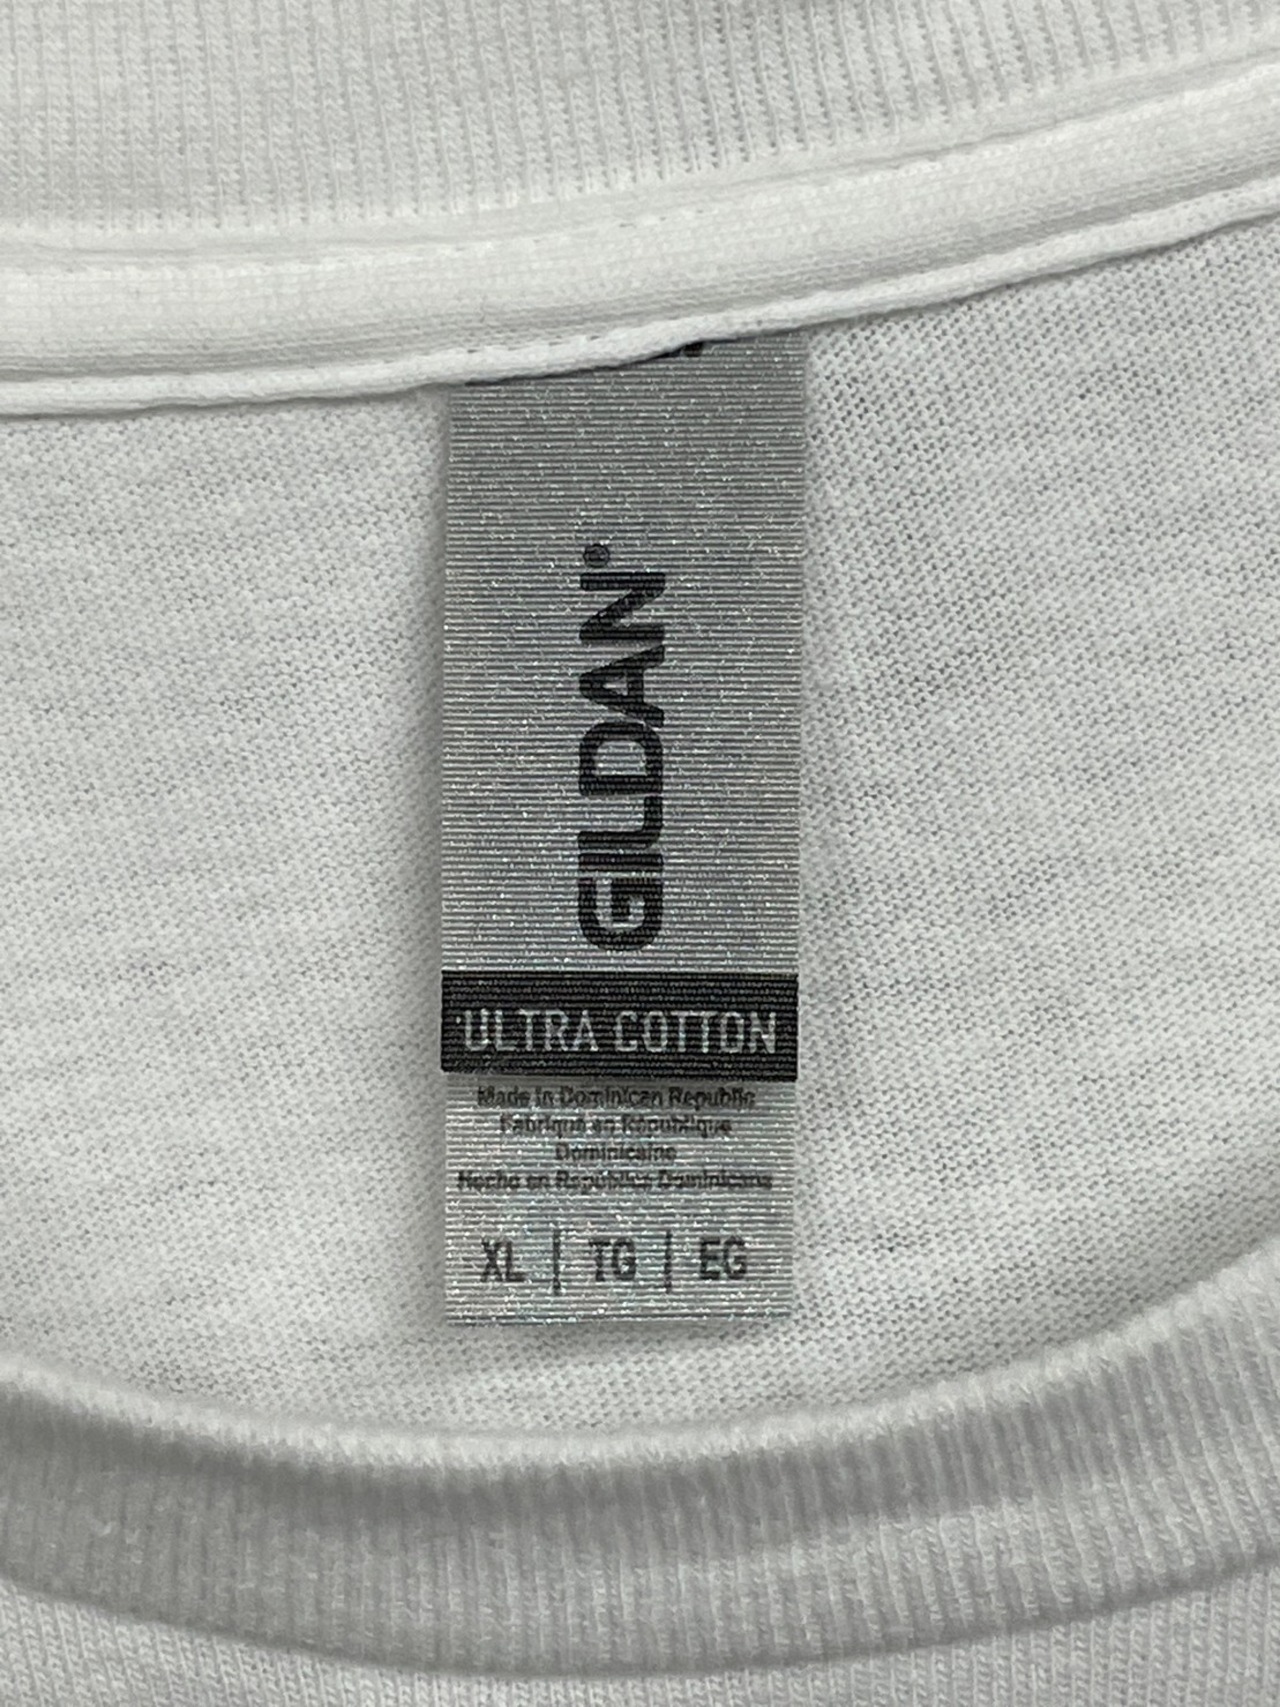 GILDAN®
ULTRA COTTON
Made in Dominican Republic
Fabriqué en République
Dominicaine
Hecho en República Dominicana
XL | TG | EG